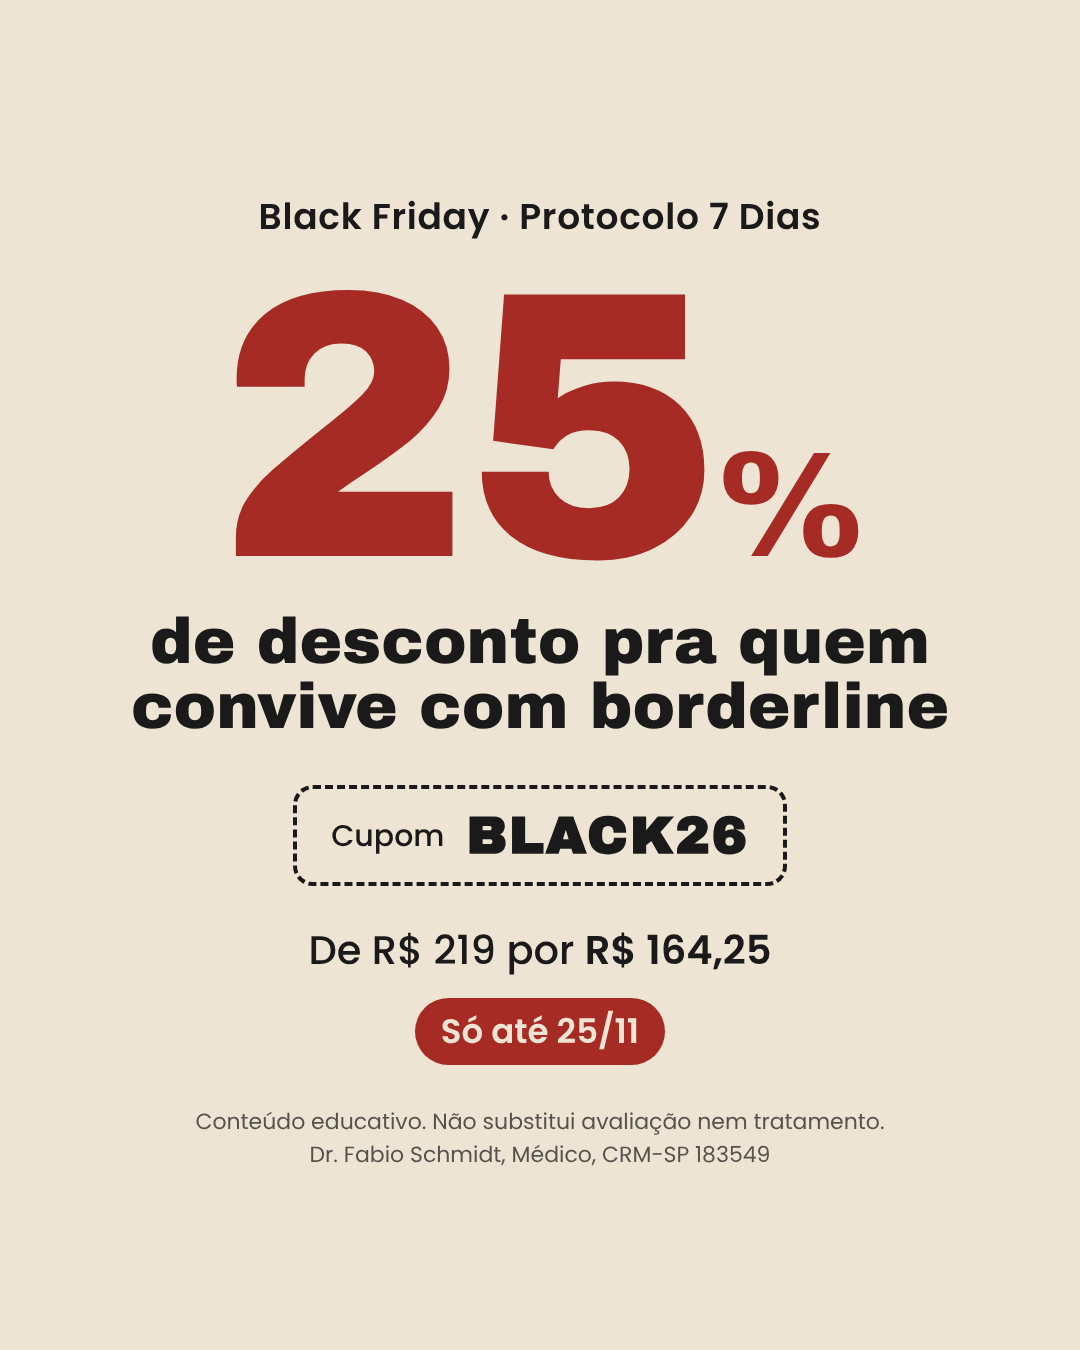 Black Friday · Protocolo 7 Dias
25%
de desconto pra quem
convive com borderline
Cupom BLACK26
De R$ 219 por R$ 164,25
Só até 25/11
Conteúdo educativo. Não substitui avaliação nem tratamento.
Dr. Fabio Schmidt, Médico, CRM-SP 183549